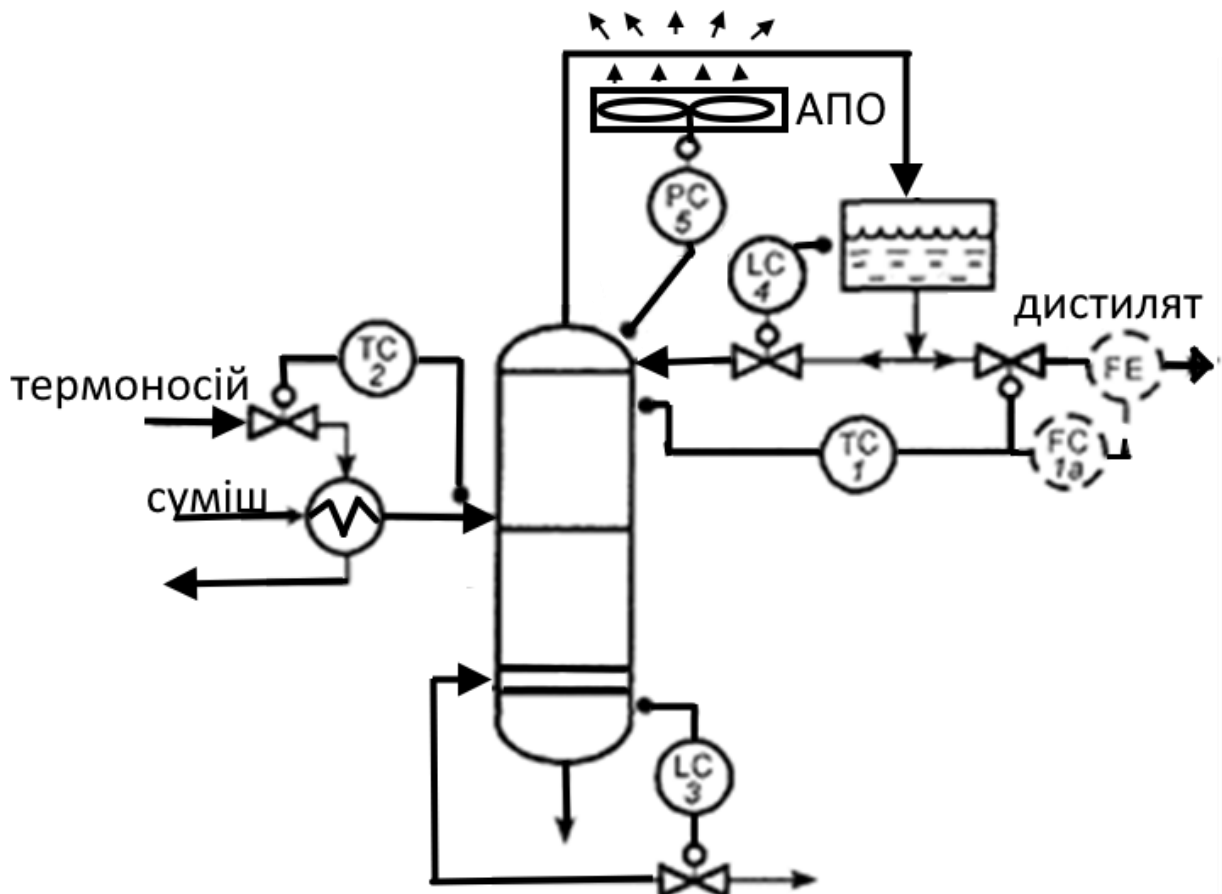 АПО
PC
5
LC
4
дистилят
TC
2
FE
термоносій
TC
1
FC
1a
суміш
LC
3